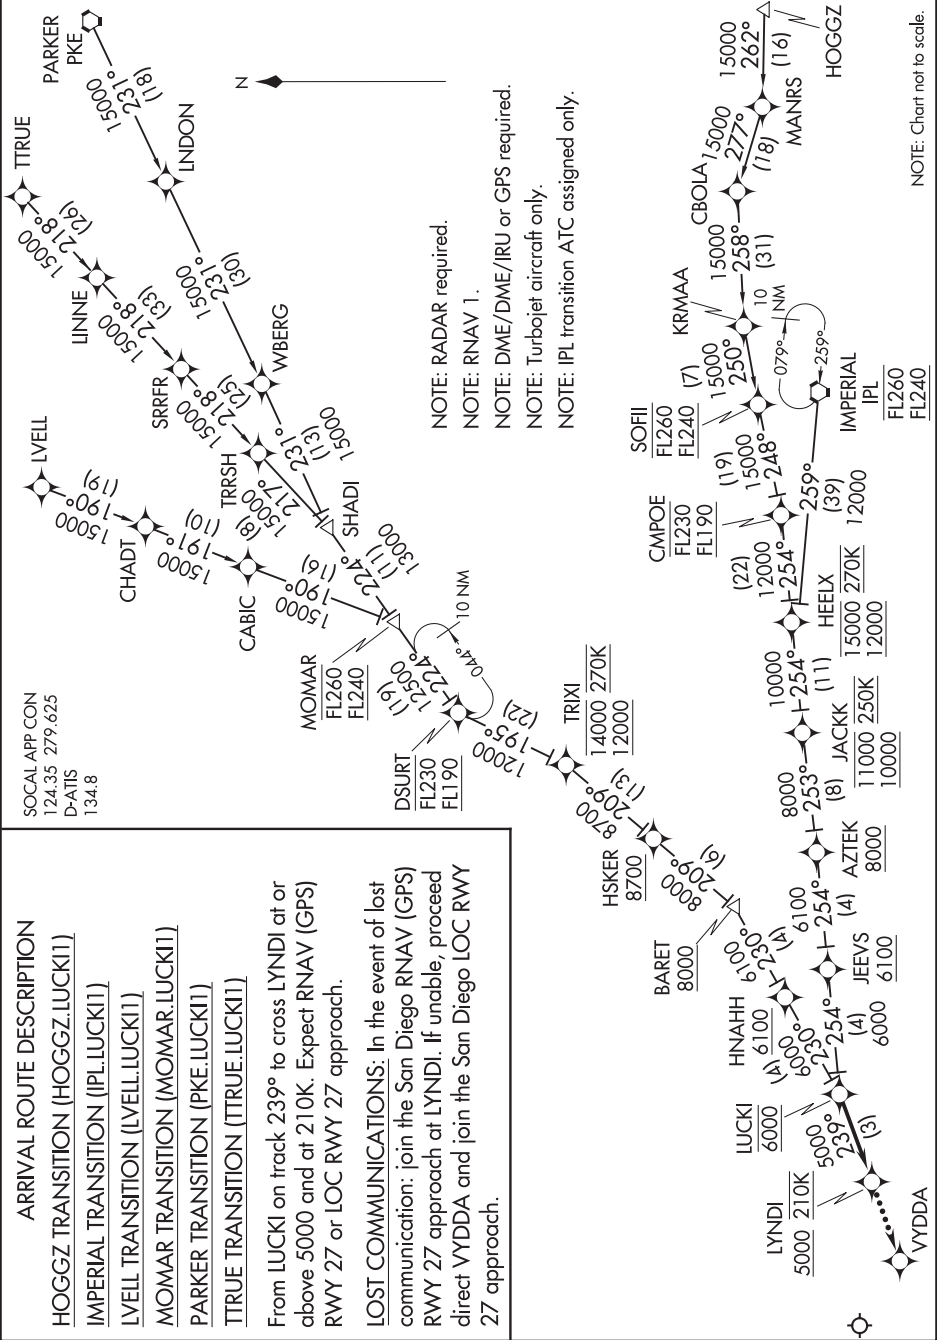 ARRIVAL ROUTE DESCRIPTION
HOGGZ TRANSITION (HOGGZ.LUCKI1)
IMPERIAL TRANSITION (IPL.LUCKI1)
LVELL TRANSITION (LVELL.LUCKI1)
MOMAR TRANSITION (MOMAR.LUCKI1)
PARKER TRANSITION (PKE.LUCKI1)
TTRUE TRANSITION (TTRUE.LUCKI1)
From LUCKI on track 239° to cross LYNDI at or
above 5000 and at 210K. Expect RNAV (GPS)
RWY 27 or LOC RWY 27 approach.
LOST COMMUNICATIONS: In the event of lost
communication: join the San Diego RNAV (GPS)
RWY 27 approach at LYNDI. If unable, proceed
direct VYDDA and join the San Diego LOC RWY
27 approach.
SOCAL APP CON
124.35 279.625
D-ATIS
134.8
LVELL
15000
190°
(19)
CHADT
15000
191°
(10)
CABIC
15000
190°
(16)
TTRUE
15000
218°
(26)
LINNE
15000
218°
(33)
SRRFR
15000
218°
(25)
TRRSH
15000
217°
(8)
PARKER
PKE
15000
231°
(18)
LNDON
15000
231°
(30)
WBERG
231°
(13)
15000
SHADI
224°
(11)
13000
MOMAR
FL260
FL240
(19)
12500
224°
10 NM
044°
DSURT
FL230
FL190
12000
195°
(22)
TRIXI
14000 270K
12000
8700
209°
(13)
HSKER
8700
8000
209°
(6)
BARET
8000
6100
230°
(4)
HNAHH
6100
6000
230°
(4)
LUCKI
6000
5000
239°
(3)
LYNDI
5000 210K
VYDDA
N
NOTE: RADAR required.
NOTE: RNAV 1.
NOTE: DME/DME/IRU or GPS required.
NOTE: Turbojet aircraft only.
NOTE: IPL transition ATC assigned only.
HOGGZ
15000
262°
(16)
MANRS
15000
277°
(18)
CBOLA
15000
258°
(31)
KRMAA
(7)
15000
250°
SOFII
FL260
FL240
(19)
15000
248°
CMPOE
FL230
FL190
(22)
12000
254°
10
NM
079°
259°
IMPERIAL
IPL
FL260
FL240
259°
(39)
12000
HEELX
15000 270K
12000
10000
254°
(11)
JACKK
11000 250K
10000
8000
253°
(8)
AZTEK
8000
6100
254°
(4)
JEEVS
6100
254°
(4)
6000
NOTE: Chart not to scale.